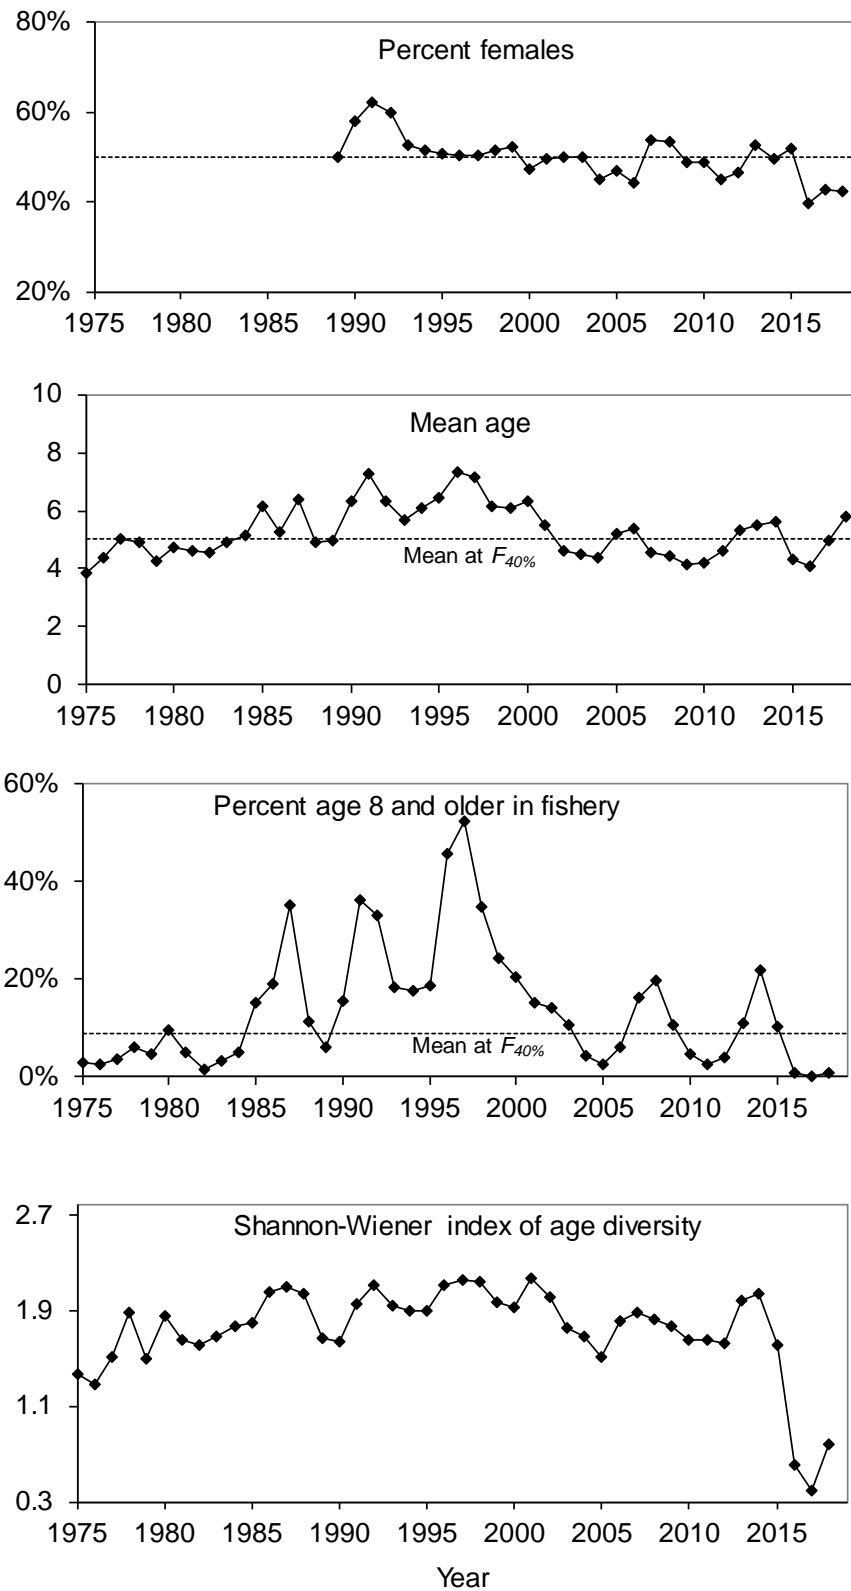 80%
Percent females
60%
40%
20%
1975 1980 1985 1990 1995 2000 2005 2010 2015
10
Mean age
8
6
Mean at F40%
4
2
0
1975 1980 1985 1990 1995 2000 2005 2010 2015
60%
Percent age 8 and older in fishery
40%
20%
Mean at F40%
0%
1975 1980 1985 1990 1995 2000 2005 2010 2015
2.7
Shannon-Wiener index of age diversity
1.9
1.1
0.3
1975 1980 1985 1990 1995 2000 2005 2010 2015
Year